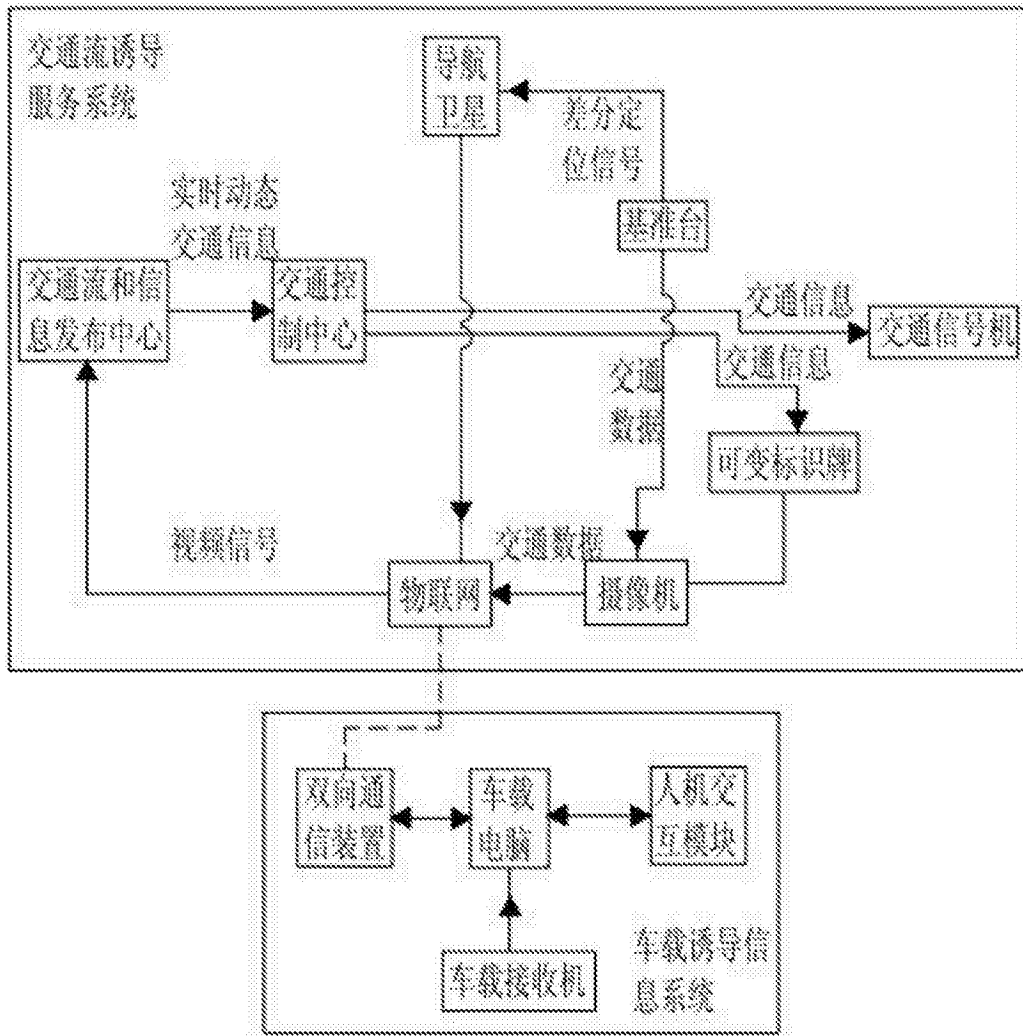 交通流诱导
服务系统
导航
卫星
差分定
位信号
实时动态
交通信息
基准台
交通流和信
息发布中心
交通控
制中心
交通信息
交通信号机
交通信息
交通
数据
可变标识牌
视频信号
交通数据
物联网
摄像机
双向通
信装置
车载
电脑
人机交
互模块
车载接收机
车载诱导信
息系统